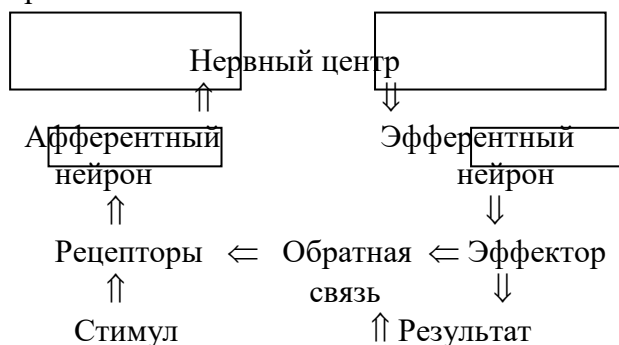 Нервный центр
⇑ ⇓
Афферентный Эфферентный
нейрон нейрон
⇑ ⇓
Рецепторы ⇐ Обратная ⇐ Эффектор
⇑ связь ⇓
Стимул ⇑ Результат